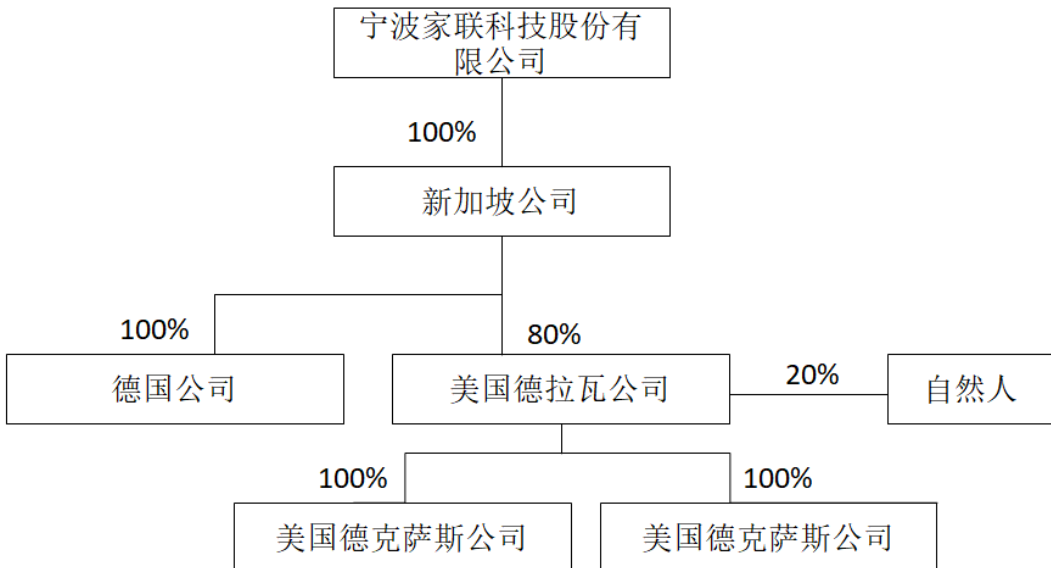 宁波家联科技股份有
限公司
100%
新加坡公司
100%
80%
德国公司
美国德拉瓦公司
20%
自然人
100%
100%
美国德克萨斯公司
美国德克萨斯公司